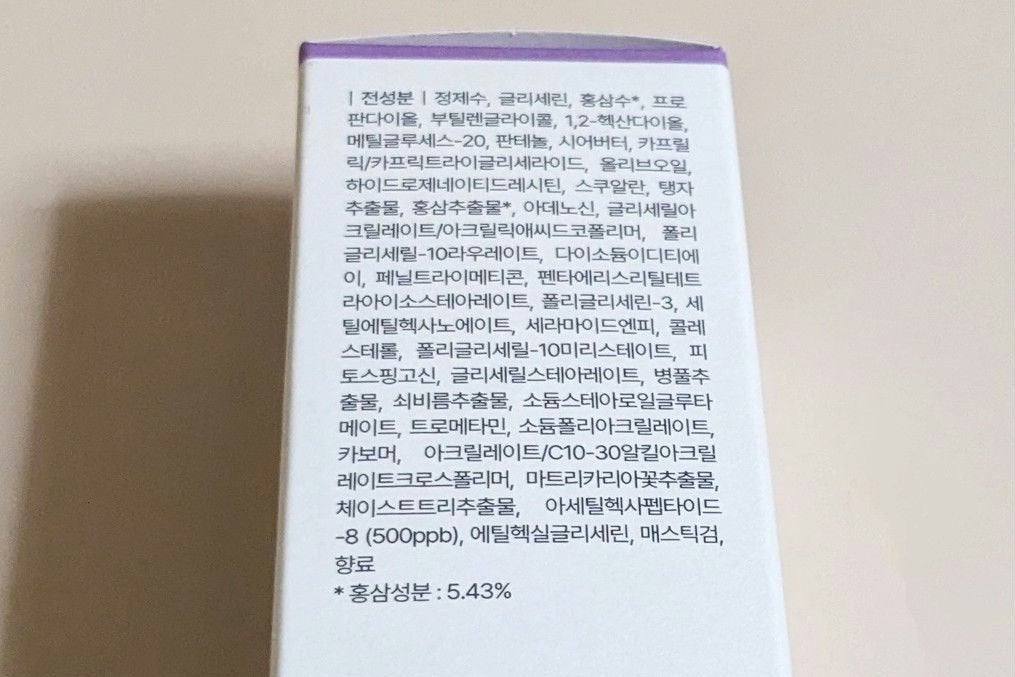 | 전성분 | 정제수, 글리세린, 홍삼수*, 프로
판다이올, 부틸렌글라이콜, 1,2-헥산다이올,
메틸글루세스-20, 판테놀, 시어버터, 카프릴
릭/카프릭트라이글리세라이드, 올리브오일,
하이드로제네이티드레시틴, 스쿠알란, 탱자
추출물, 홍삼추출물*, 아데노신, 글리세릴아
크릴레이트/아크릴릭애씨드코폴리머, 폴리
글리세릴-10라우레이트, 다이소듐이디티에
이, 페닐트라이메티콘, 펜타에리스리틸테트
라아이소스테아레이트, 폴리글리세린-3, 세
틸에틸헥사노에이트, 세라마이드엔피, 콜레
스테롤, 폴리글리세릴-10미리스테이트, 피
토스핑고신, 글리세릴스테아레이트, 병풀추
출물, 쇠비름추출물, 소듐스테아로일글루타
메이트, 트로메타민, 소듐폴리아크릴레이트,
카보머, 아크릴레이트/C10-30알킬아크릴
레이트크로스폴리머, 마트리카리아꽃추출물,
체이스트트리추출물, 아세틸헥사펩타이드
-8 (500ppb), 에틸헥실글리세린, 매스틱검,
향료
* 홍삼성분 : 5.43%